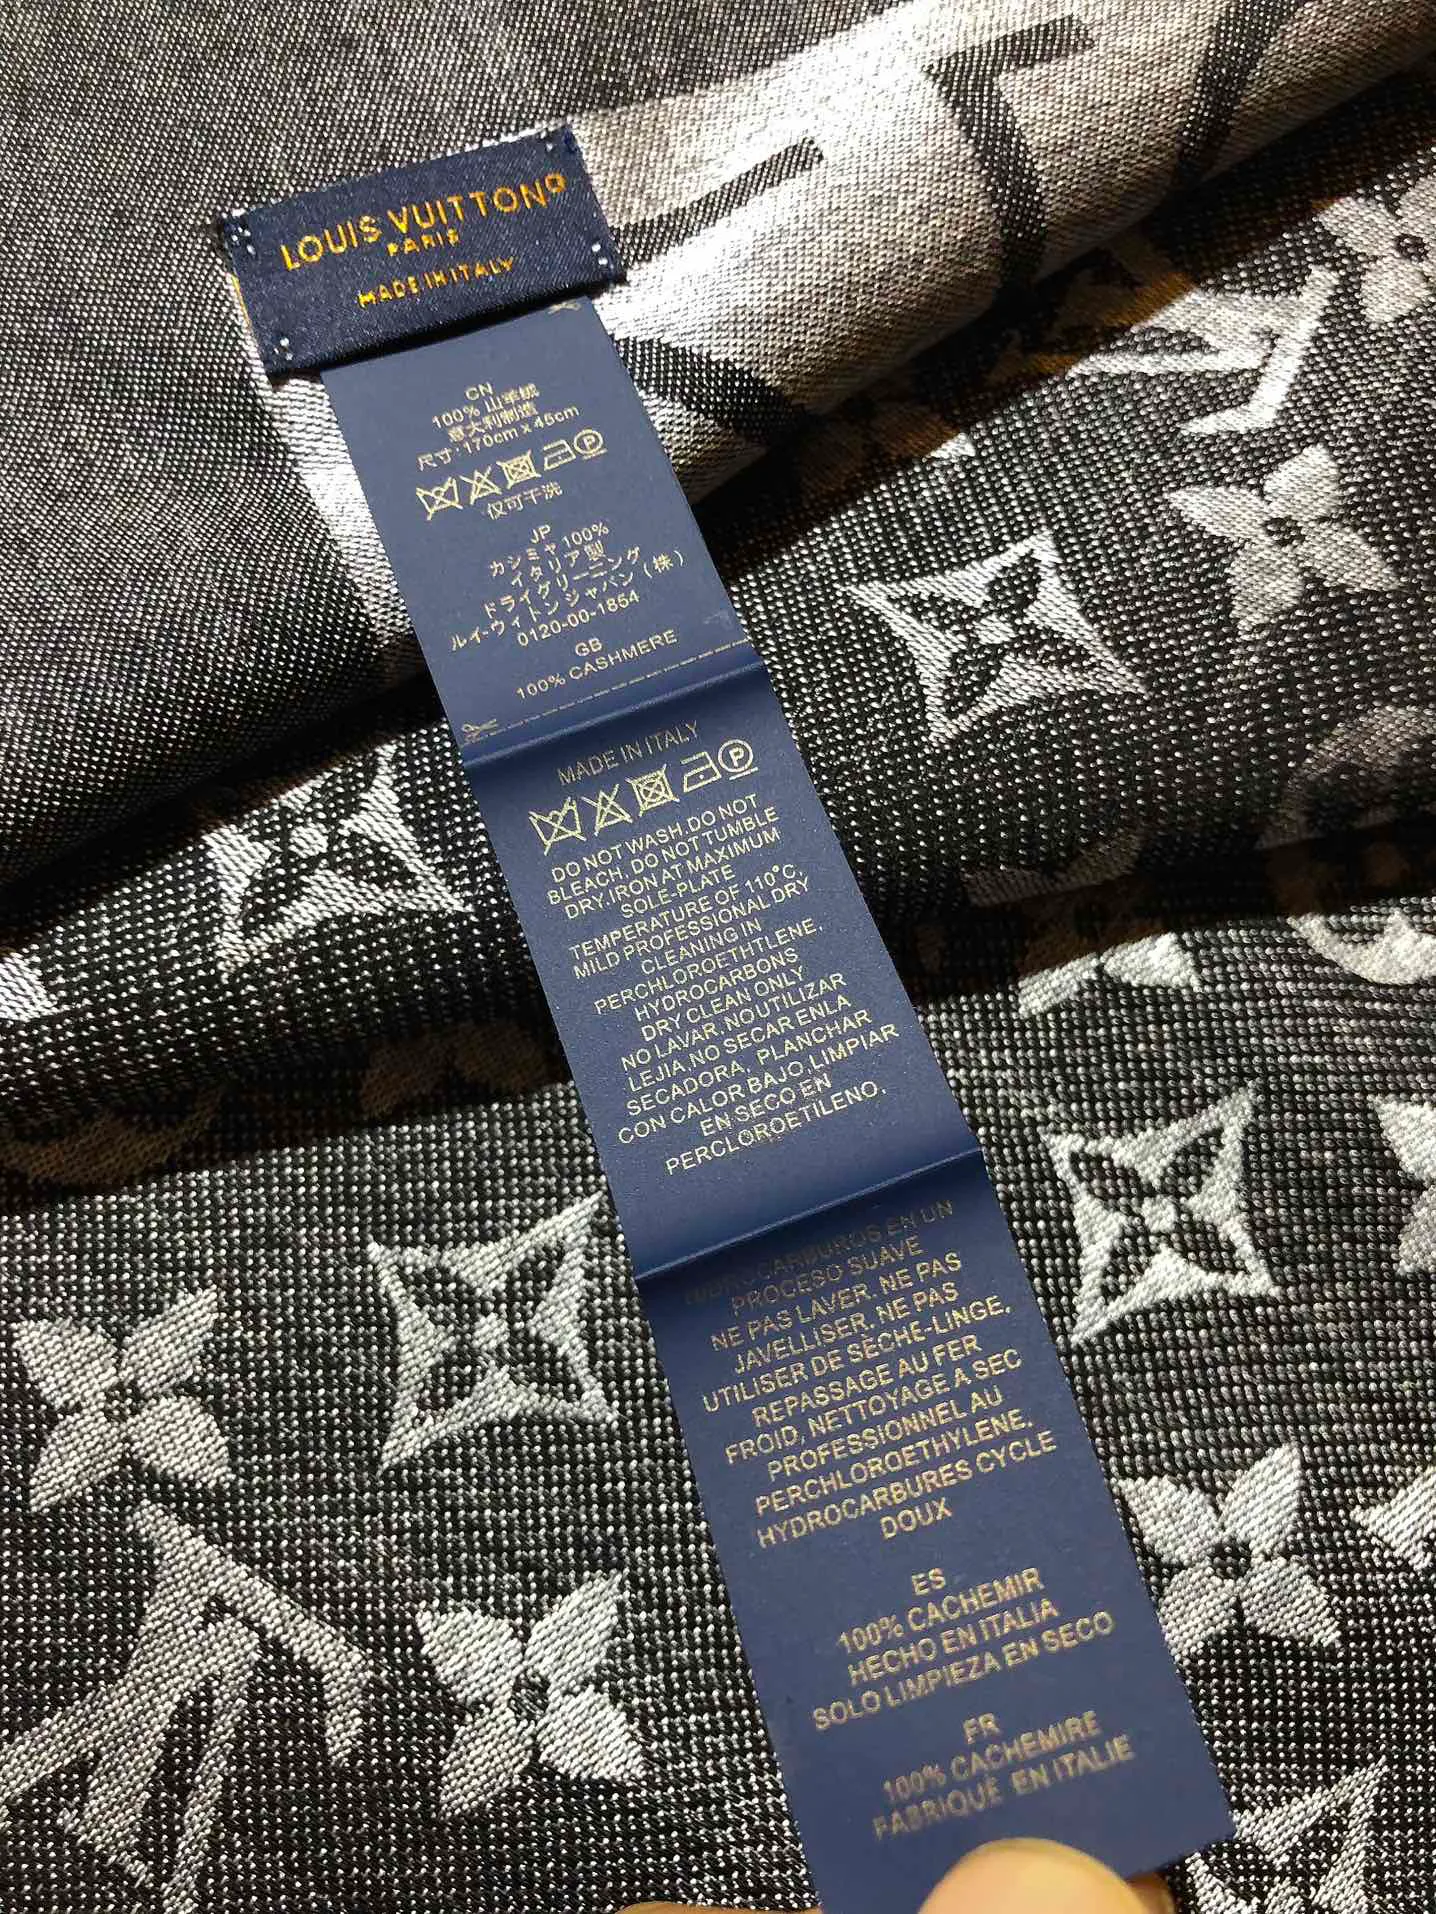 LOUIS VUITTON
PARIS
MADE IN ITALY
CN
100% 山羊绒
意大利制造
尺寸:170cm x 45cm
仅可干洗
JP
カシミヤ100%
イタリア製
ドライグリーニング
ルイ-ヴィトンジャパン(株)
0120-00-1854
GB
100% CASHMERE
MADE IN ITALY
P
DO NOT WASH.DO NOT
BLEACH. DO NOT TUMBLE
DRY.IRON AT MAXIMUM
SOLE-PLATE
TEMPERATURE OF 110°C,
MILD PROFESSIONAL DRY
CLEANING IN
PERCHLOROETHTLENE,
HYDROCARBONS
DRY CLEAN ONLY
NO LAVAR. NO UTILIZAR
LEJIA.NO SECAR ENLA
SECADORA, PLANCHAR
CON CALOR BAJO,LIMPIAR
EN SECO EN
PERCLOROETILENO,
HIDROCARBUROS EN UN
PROCESO SUAVE
NE PAS LAVER. NE PAS
JAVELLISER. NE PAS
UTILISER DE SÈCHE-LINGE,
REPASSAGE AU FER
FROID, NETTOYAGE A SEC
PROFESSIONNEL AU
PERCHLOROETHYLENE.
HYDROCARBURES CYCLE
DOUX
ES
100% CACHEMIR
HECHO EN ITALIA
SOLO LIMPIEZA EN SECO
FR
100% CACHEMIRE
FABRIQUÉ EN ITALIE